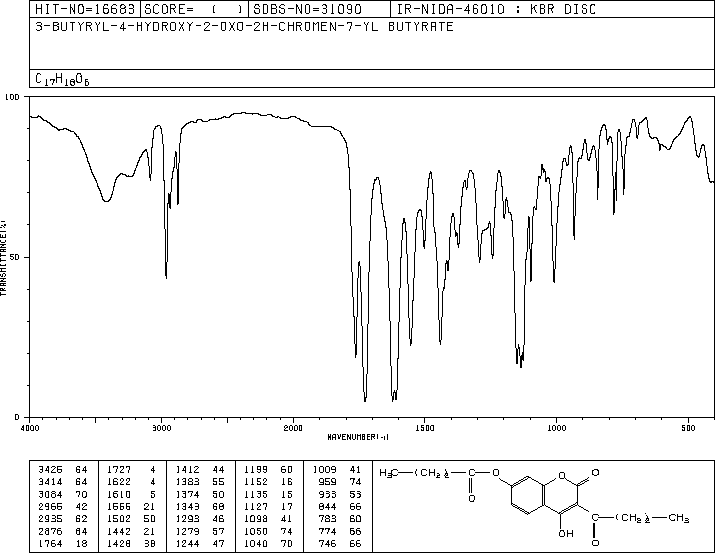 HIT-NO=16683 SCORE= ( ) SDBS-NO=31090 IR-NIDA-46010 : KBR DISC
3-BUTYRYL-4-HYDROXY-2-OXO-2H-CHROMEN-7-YL BUTYRATE
C17H18O6
100
50
0
TRANSMITTANCE(%)
4000 3000 2000 1500 1000 500
WAVENUMBER(-1)
3426 64 1727 4 1412 44 1199 60 1009 41
3414 64 1622 4 1383 55 1152 16 959 74
3084 70 1610 5 1374 50 1135 15 933 53
2966 42 1556 21 1343 68 1127 17 844 66
2935 62 1502 50 1293 46 1098 41 783 60
2876 64 1442 21 1279 57 1050 74 774 56
1764 18 1428 38 1244 47 1040 70 746 66
H3C (CH2)2 C O O O
O
C (CH2)2 CH3
OH O